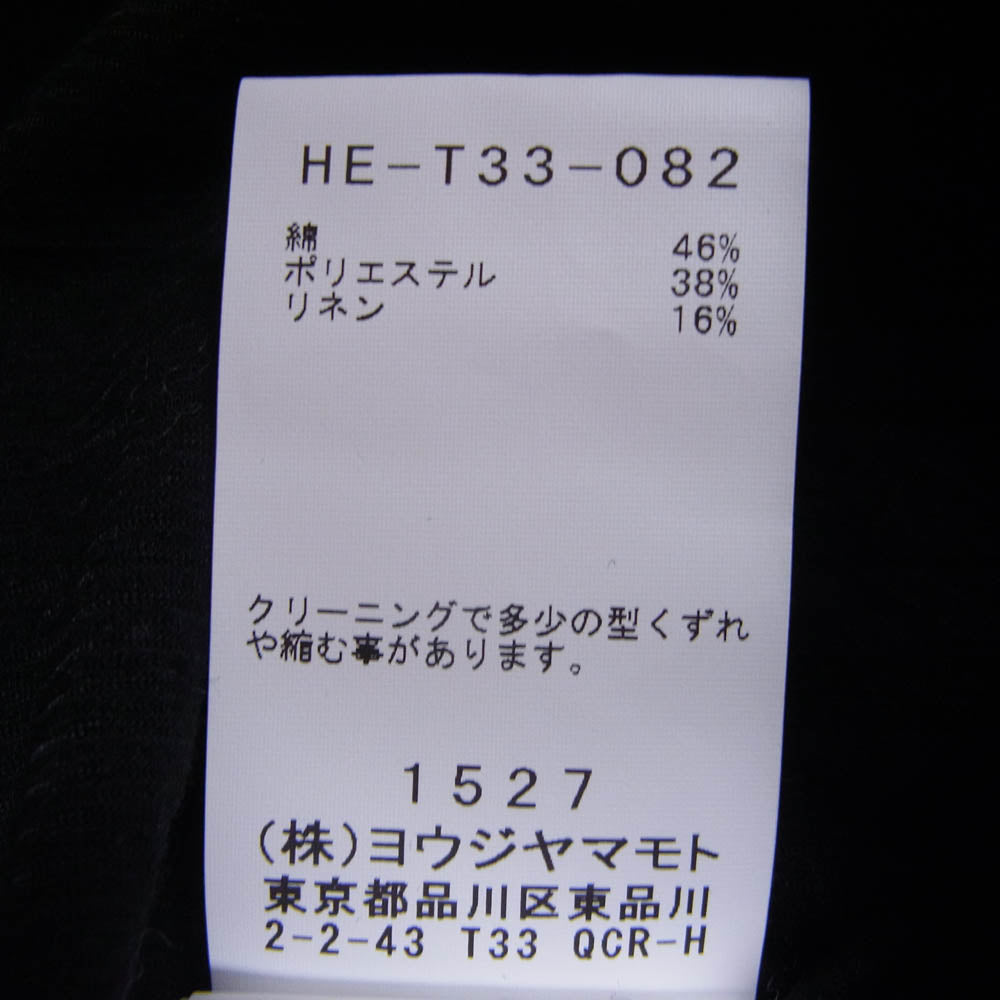 HE-T33-082
綿 46%
ポリエステル 38%
リネン 16%
クリーニングで多少の型くずれ
や縮む事があります。
1527
(株)ヨウジヤマモト
東京都品川区東品川
2-2-43 T33 QCR-H